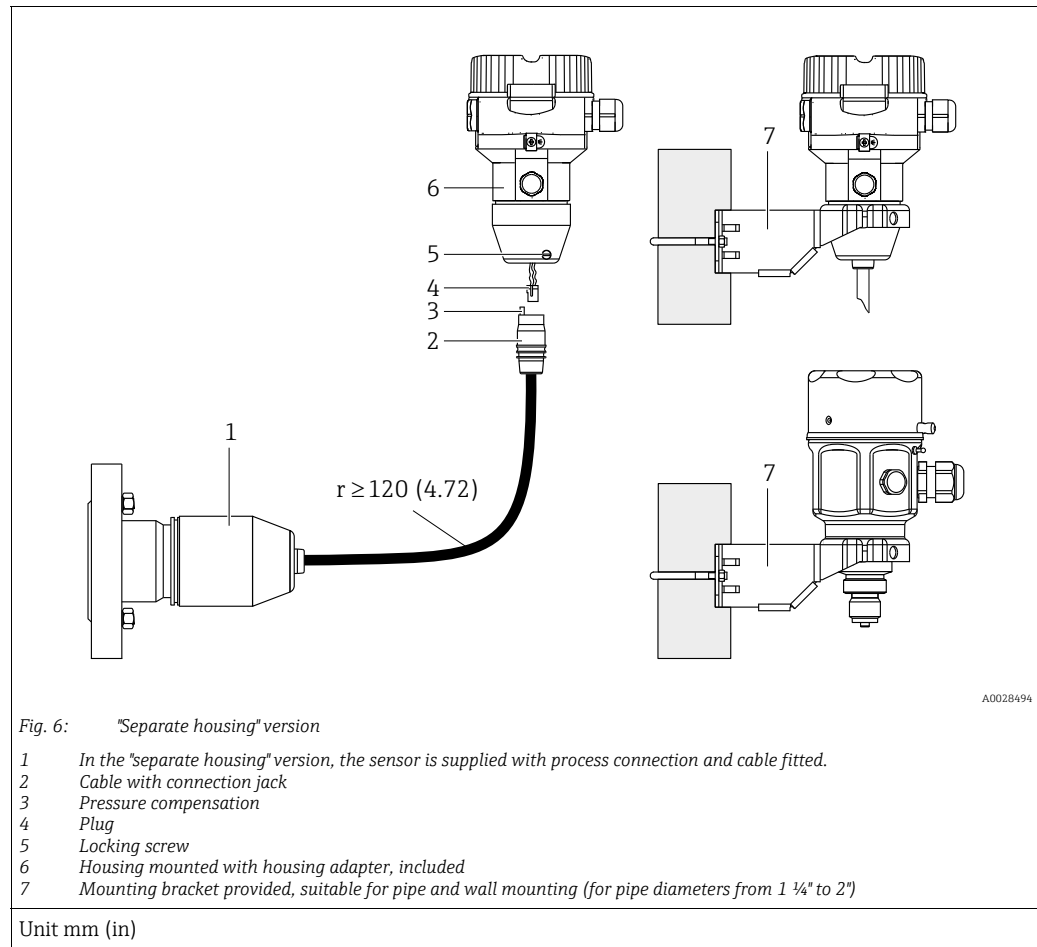 7
6
5
4
3
2
1
r ≥ 120 (4.72)
7
A0028494
Fig. 6: "Separate housing" version
1 In the "separate housing" version, the sensor is supplied with process connection and cable fitted.
2 Cable with connection jack
3 Pressure compensation
4 Plug
5 Locking screw
6 Housing mounted with housing adapter, included
7 Mounting bracket provided, suitable for pipe and wall mounting (for pipe diameters from 1 ¼" to 2")
Unit mm (in)